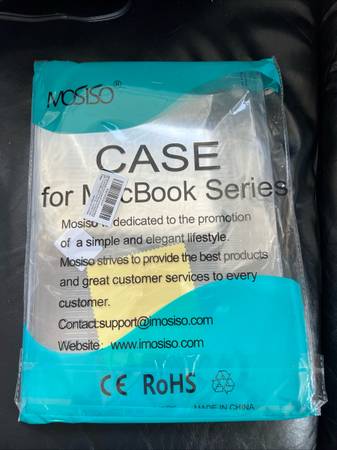 MOSISO®
CASE
for MacBook Series
Mosiso is dedicated to the promotion
of a simple and elegant lifestyle.
Mosiso strives to provide the best products
and great customer services to every
customer.
Contact:support@imosiso.com
Website: www.imosiso.com
CE RoHS
MADE IN CHINA